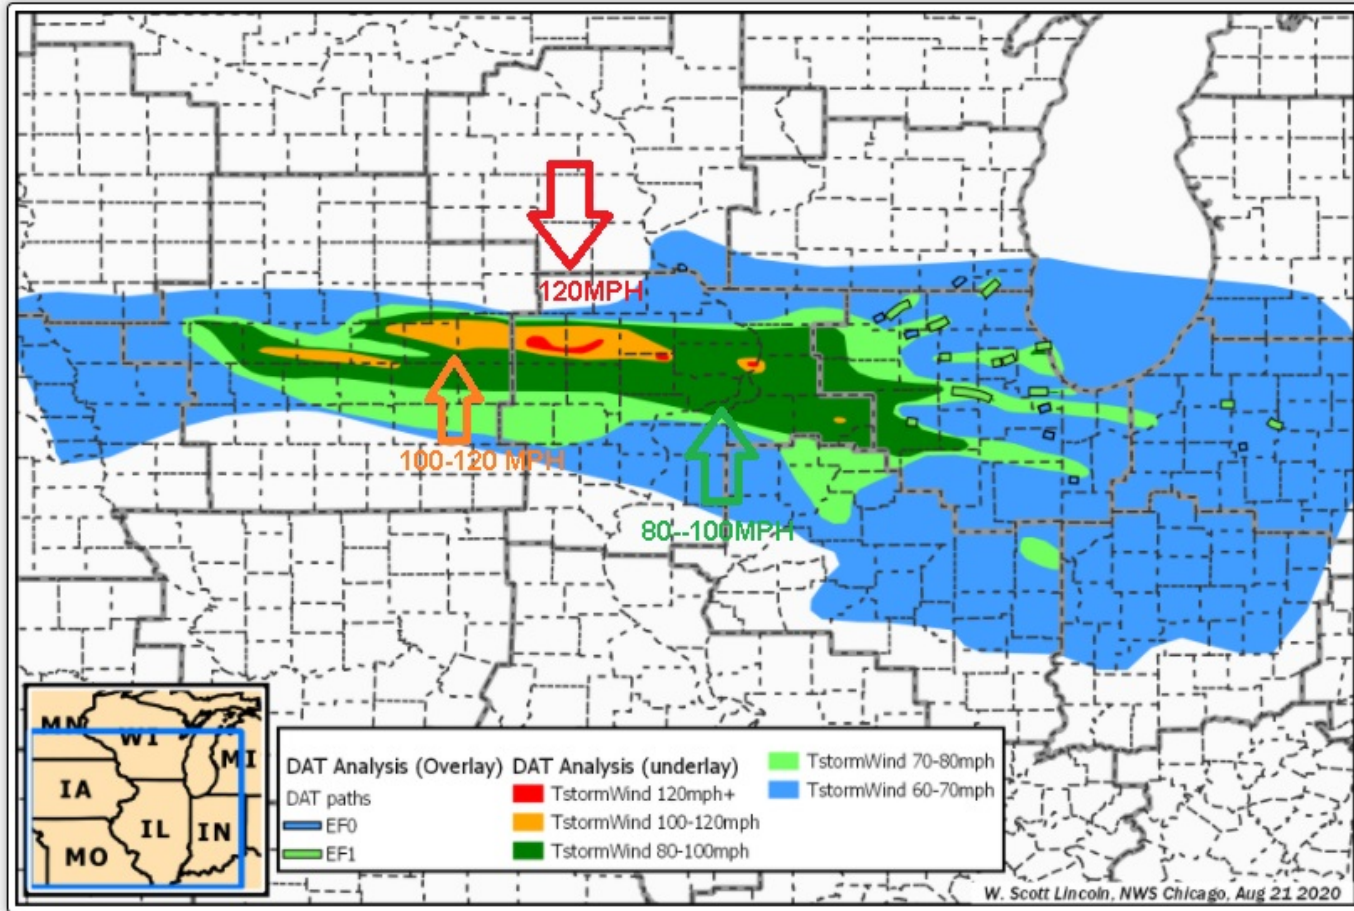 120MPH
100-120 MPH
80--100MPH
MN
WI
MI
IA
IL
IN
MO
DAT Analysis (Overlay)
DAT paths
EF0
EF1
DAT Analysis (underlay)
TstormWind 120mph+
TstormWind 100-120mph
TstormWind 80-100mph
TstormWind 70-80mph
TstormWind 60-70mph
W. Scott Lincoln, NWS Chicago, Aug 21 2020